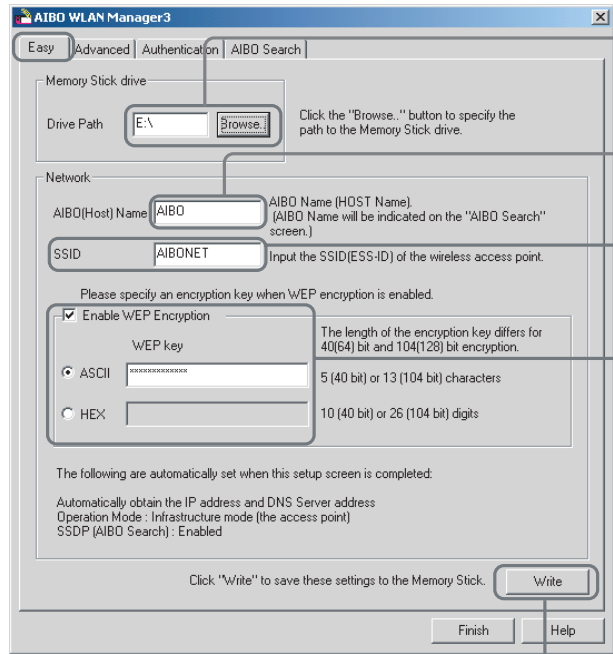 AIBO WLAN Manager3
Easy Advanced Authentication AIBO Search
Memory Stick drive
Drive Path E:\ Browse..
Click the "Browse.." button to specify the
path to the Memory Stick drive.
Network
AIBO(Host) Name AIBO
AIBO Name (HOST Name).
(AIBO Name will be indicated on the "AIBO Search"
screen.)
SSID AIBONET Input the SSID(ESS-ID) of the wireless access point.
Please specify an encryption key when WEP encryption is enabled.
Enable WEP Encryption
WEP key
The length of the encryption key differs for
40(64) bit and 104(128) bit encryption.
ASCII ××××××××××××× 5 (40 bit) or 13 (104 bit) characters
HEX 10 (40 bit) or 26 (104 bit) digits
The following are automatically set when this setup screen is completed:
Automatically obtain the IP address and DNS Server address
Operation Mode : Infrastructure mode (the access point)
SSDP (AIBO Search) : Enabled
Click "Write" to save these settings to the Memory Stick. Write
Finish Help